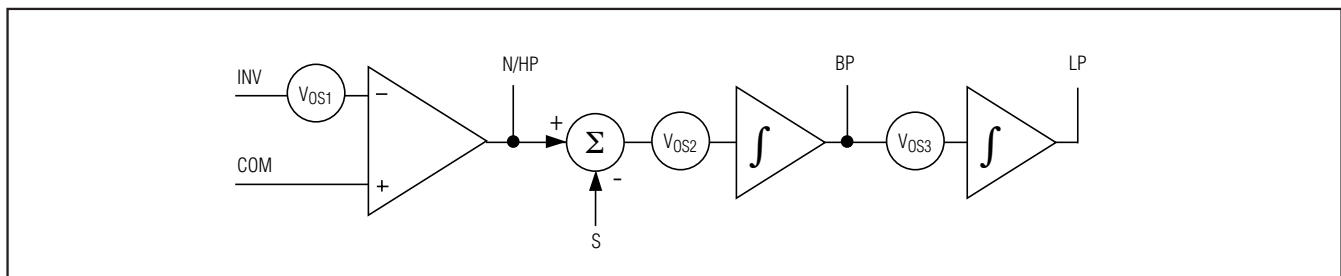 INV
V_OS1
−
COM
+
N/HP
+
Σ
-
S
V_OS2
∫
BP
V_OS3
∫
LP